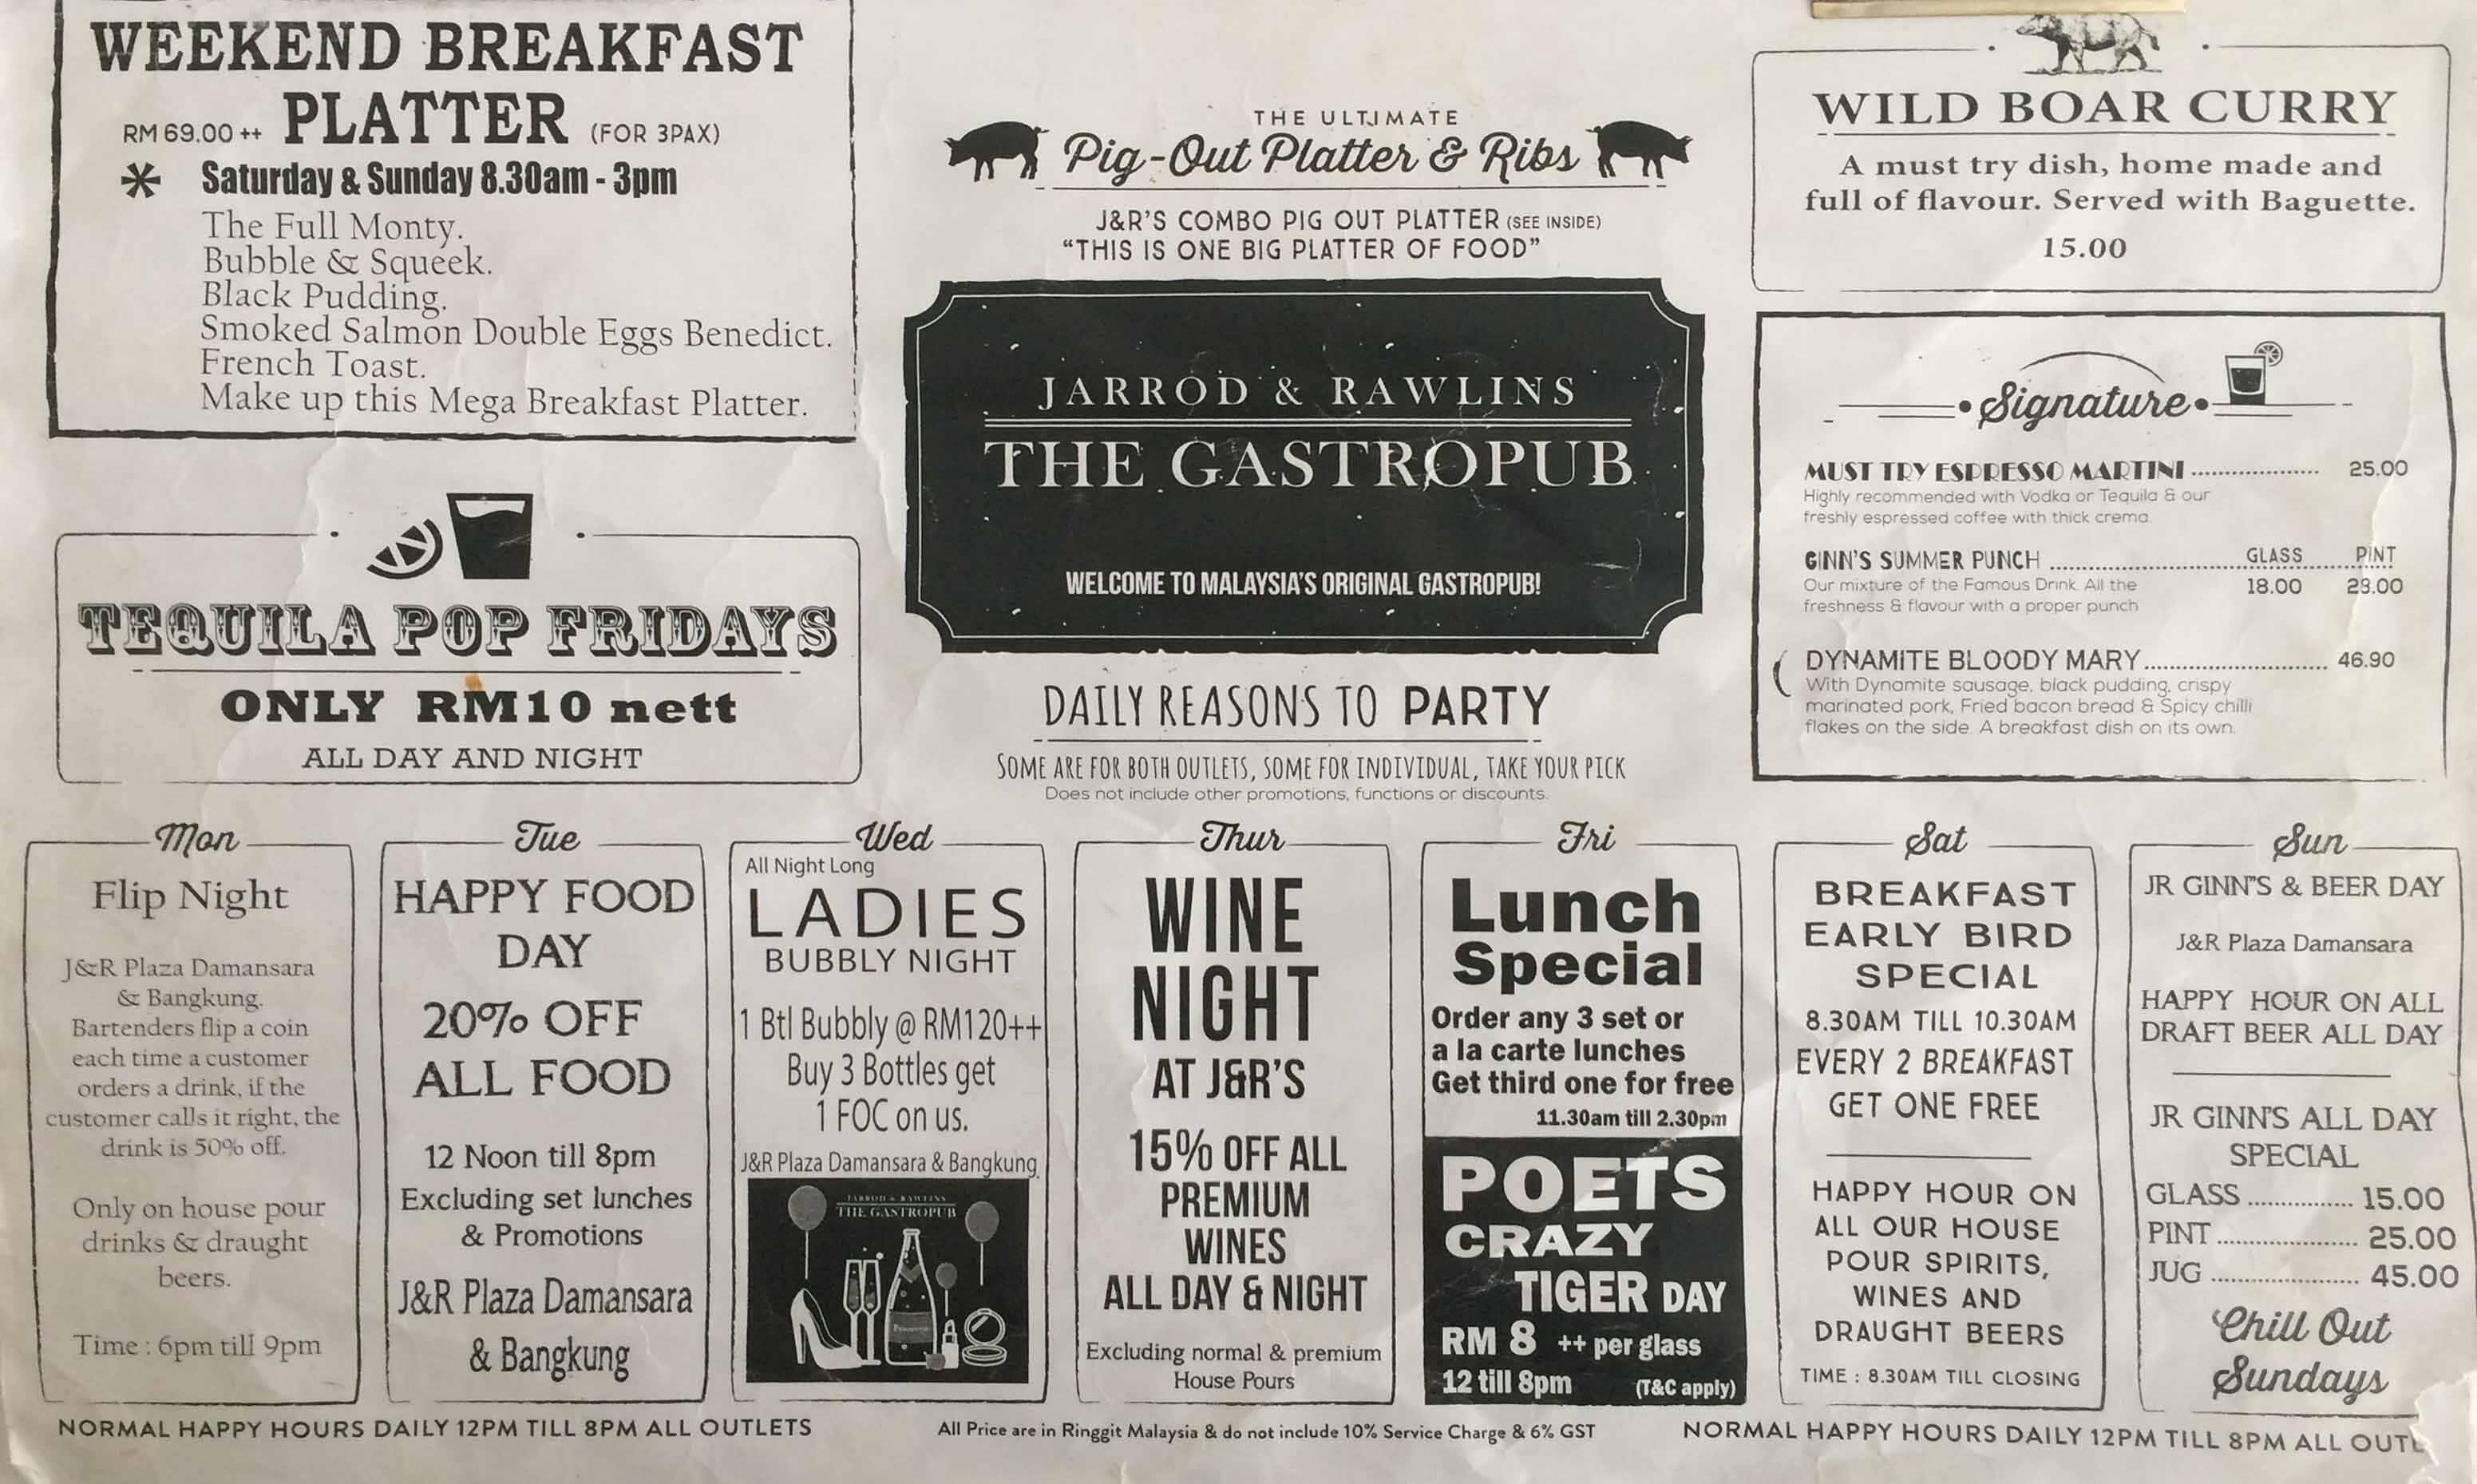 WEEKEND BREAKFAST
RM 69.00 ++ PLATTER (FOR 3PAX)
* Saturday & Sunday 8.30am - 3pm
The Full Monty.
Bubble & Squeek.
Black Pudding.
Smoked Salmon Double Eggs Benedict.
French Toast.
Make up this Mega Breakfast Platter.
TEQUILA POP FRIDAYS
ONLY RM10 nett
ALL DAY AND NIGHT
THE ULTIMATE
Pig-Out Platter & Ribs
J&R'S COMBO PIG OUT PLATTER (SEE INSIDE)
“THIS IS ONE BIG PLATTER OF FOOD”
JARROD & RAWLINS
THE GASTROPUB
WELCOME TO MALAYSIA'S ORIGINAL GASTROPUB!
DAILY REASONS TO PARTY
SOME ARE FOR BOTH OUTLETS, SOME FOR INDIVIDUAL, TAKE YOUR PICK
Does not include other promotions, functions or discounts.
WILD BOAR CURRY
A must try dish, home made and
full of flavour. Served with Baguette.
15.00
Signature
MUST TRY ESPRESSO MARTINI .................. 25.00
Highly recommended with Vodka or Tequila & our
freshly espressed coffee with thick crema.
GINN'S SUMMER PUNCH .................. GLASS PINT
Our mixture of the Famous Drink. All the 18.00 28.00
freshness & flavour with a proper punch
DYNAMITE BLOODY MARY .................. 46.90
With Dynamite sausage, black pudding, crispy
marinated pork, Fried bacon bread & Spicy chilli
flakes on the side. A breakfast dish on its own.
Mon
Flip Night
J&R Plaza Damansara
& Bangkung.
Bartenders flip a coin
each time a customer
orders a drink, if the
customer calls it right, the
drink is 50% off.
Only on house pour
drinks & draught
beers.
Time : 6pm till 9pm
Tue
HAPPY FOOD
DAY
20% OFF
ALL FOOD
12 Noon till 8pm
Excluding set lunches
& Promotions
J&R Plaza Damansara
& Bangkung
Wed
All Night Long
LADIES
BUBBLY NIGHT
1 Btl Bubbly @ RM120++
Buy 3 Bottles get
1 FOC on us.
J&R Plaza Damansara & Bangkung
JARROD & RAWLINS
THE GASTROPUB
Thur
WINE
NIGHT
AT J&R'S
15% OFF ALL
PREMIUM
WINES
ALL DAY & NIGHT
Excluding normal & premium
House Pours
Fri
Lunch
Special
Order any 3 set or
a la carte lunches
Get third one for free
11.30am till 2.30pm
POETS
CRAZY
TIGER DAY
RM 8 ++ per glass
12 till 8pm (T&C apply)
Sat
BREAKFAST
EARLY BIRD
SPECIAL
8.30AM TILL 10.30AM
EVERY 2 BREAKFAST
GET ONE FREE
HAPPY HOUR ON
ALL OUR HOUSE
POUR SPIRITS,
WINES AND
DRAUGHT BEERS
TIME : 8.30AM TILL CLOSING
Sun
JR GINN'S & BEER DAY
J&R Plaza Damansara
HAPPY HOUR ON ALL
DRAFT BEER ALL DAY
JR GINN'S ALL DAY
SPECIAL
GLASS ............... 15.00
PINT .................... 25.00
JUG ..................... 45.00
Chill Out
Sundays
NORMAL HAPPY HOURS DAILY 12PM TILL 8PM ALL OUTLETS
All Price are in Ringgit Malaysia & do not include 10% Service Charge & 6% GST
NORMAL HAPPY HOURS DAILY 12PM TILL 8PM ALL OUTL